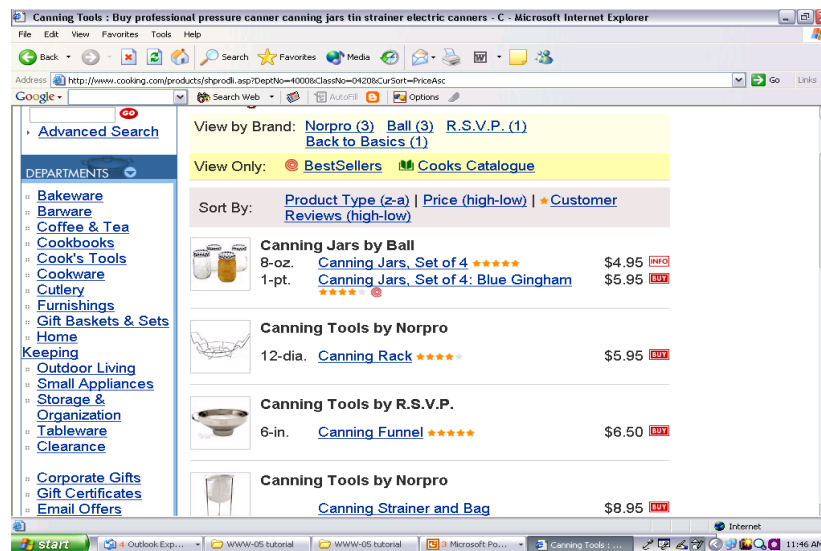 Canning Tools : Buy professional pressure canner canning jars tin strainer electric canners - C - Microsoft Internet Explorer
File Edit View Favorites Tools Help
Back Search Favorites Media
Address http://www.cooking.com/products/shprodli.asp?DeptNo=4000&ClassNo=0420&CurSort=PriceAsc Go Links
Google Search Web AutoFill Options
GO
Advanced Search
DEPARTMENTS
Bakeware
Barware
Coffee & Tea
Cookbooks
Cook's Tools
Cookware
Cutlery
Furnishings
Gift Baskets & Sets
Home
Keeping
Outdoor Living
Small Appliances
Storage &
Organization
Tableware
Clearance
Corporate Gifts
Gift Certificates
Email Offers
View by Brand: Norpro (3) Ball (3) R.S.V.P. (1)
Back to Basics (1)
View Only: BestSellers Cooks Catalogue
Sort By: Product Type (z-a) | Price (high-low) | Customer
Reviews (high-low)
Canning Jars by Ball
8-oz. Canning Jars, Set of 4 $4.95 INFO
1-pt. Canning Jars, Set of 4: Blue Gingham $5.95 BUY
Canning Tools by Norpro
12-dia. Canning Rack $5.95 BUY
Canning Tools by R.S.V.P.
6-in. Canning Funnel $6.50 BUY
Canning Tools by Norpro
Canning Strainer and Bag $8.95 BUY
Internet
start 4 Outlook Exp... WWW-05 tutorial WWW-05 tutorial 3 Microsoft Po... Canning Tools : ... 11:46 AM